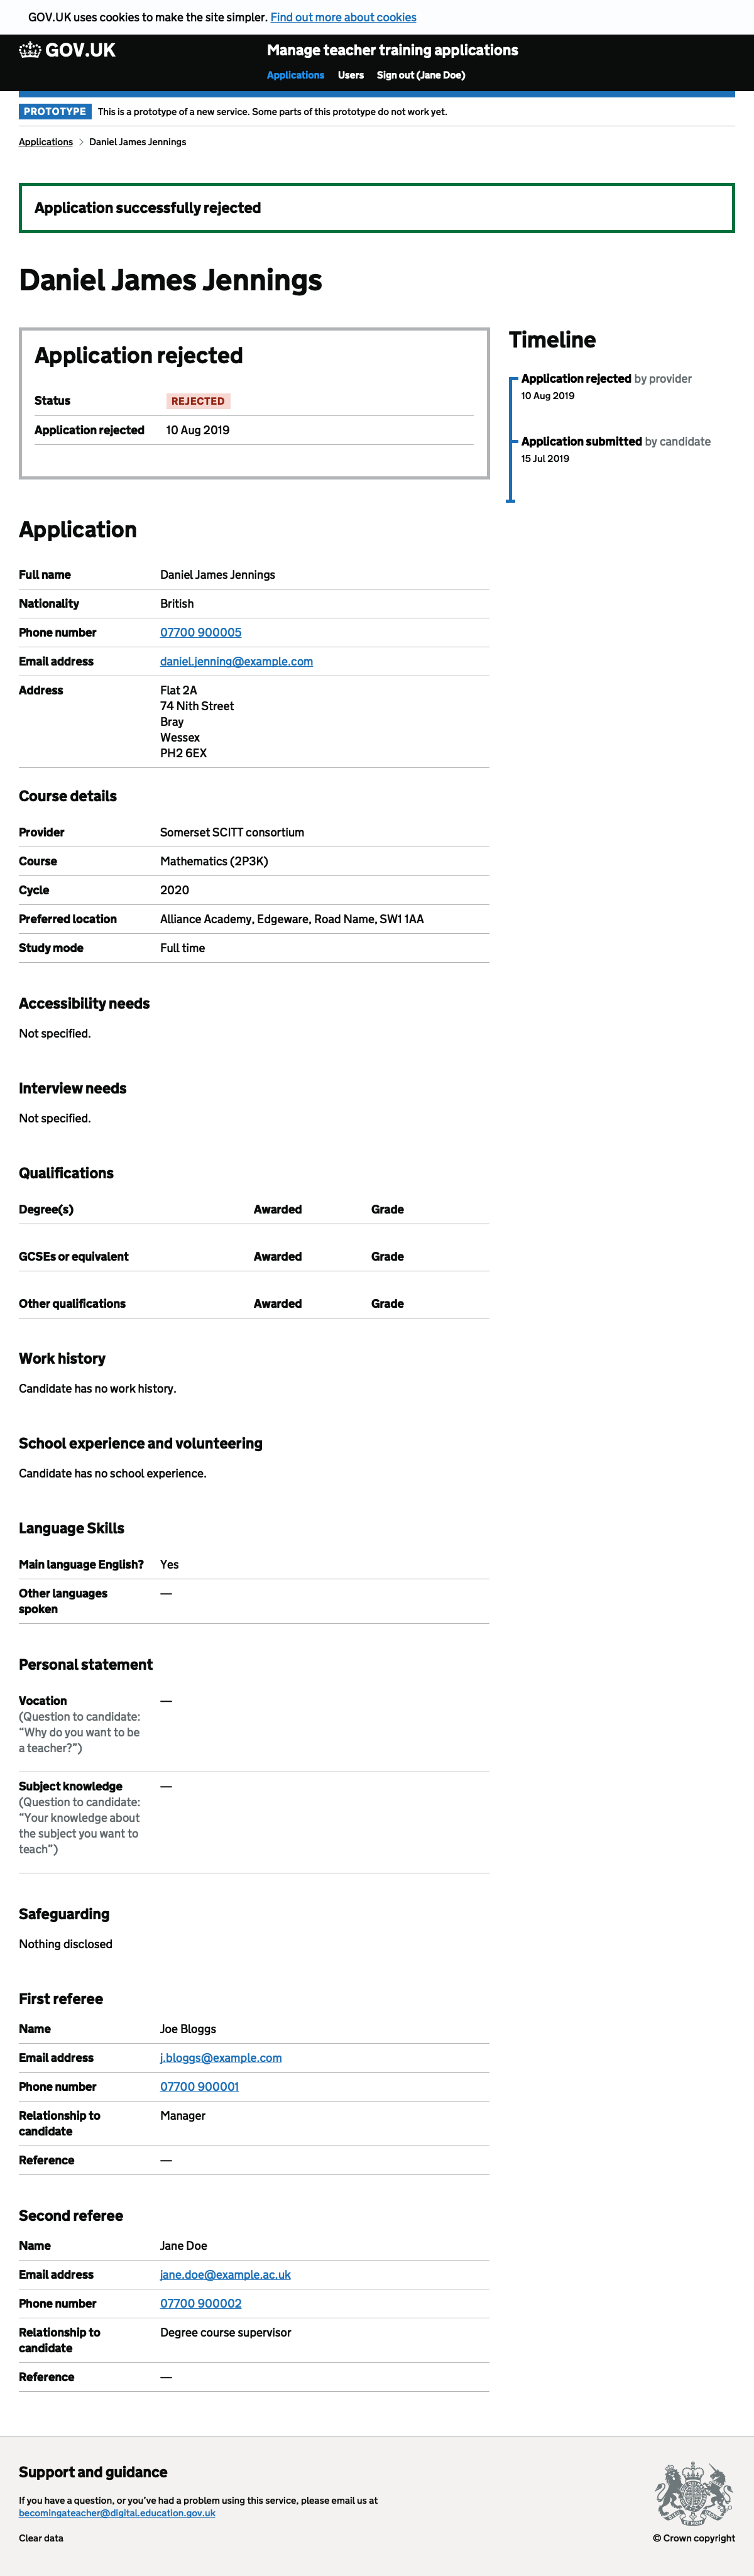 GOV.UK uses cookies to make the site simpler. Find out more about cookies
GOV.UK
Manage teacher training applications
Applications Users Sign out (Jane Doe)
PROTOTYPE This is a prototype of a new service. Some parts of this prototype do not work yet.
Applications > Daniel James Jennings
Application successfully rejected
Daniel James Jennings
Application rejected
Status REJECTED
Application rejected 10 Aug 2019
Timeline
Application rejected by provider
10 Aug 2019
Application submitted by candidate
15 Jul 2019
Application
Full name Daniel James Jennings
Nationality British
Phone number 07700 900005
Email address daniel.jenning@example.com
Address Flat 2A
74 Nith Street
Bray
Wessex
PH2 6EX
Course details
Provider Somerset SCITT consortium
Course Mathematics (2P3K)
Cycle 2020
Preferred location Alliance Academy, Edgeware, Road Name, SW1 1AA
Study mode Full time
Accessibility needs
Not specified.
Interview needs
Not specified.
Qualifications
Degree(s) Awarded Grade
GCSEs or equivalent Awarded Grade
Other qualifications Awarded Grade
Work history
Candidate has no work history.
School experience and volunteering
Candidate has no school experience.
Language Skills
Main language English? Yes
Other languages —
spoken
Personal statement
Vocation —
(Question to candidate:
“Why do you want to be
a teacher?”)
Subject knowledge —
(Question to candidate:
“Your knowledge about
the subject you want to
teach”)
Safeguarding
Nothing disclosed
First referee
Name Joe Bloggs
Email address j.bloggs@example.com
Phone number 07700 900001
Relationship to Manager
candidate
Reference —
Second referee
Name Jane Doe
Email address jane.doe@example.ac.uk
Phone number 07700 900002
Relationship to Degree course supervisor
candidate
Reference —
Support and guidance
If you have a question, or you’ve had a problem using this service, please email us at
becomingateacher@digital.education.gov.uk
Clear data
© Crown copyright